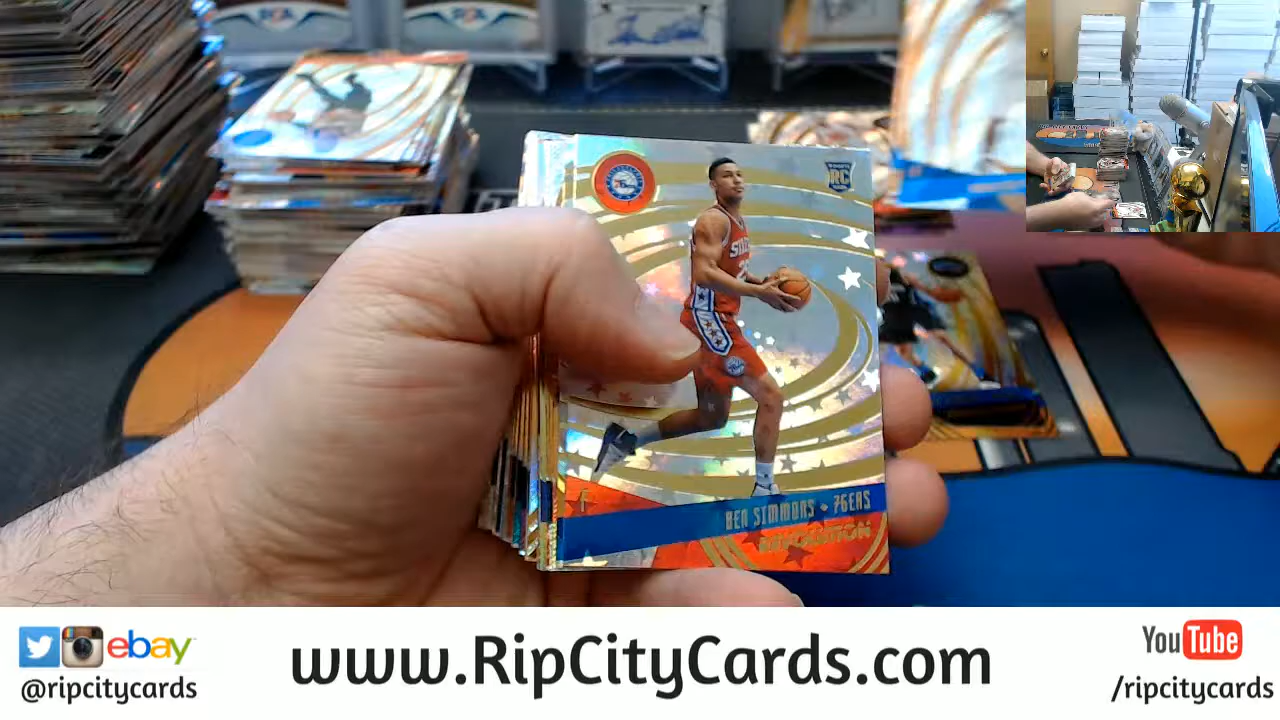 RC
BEN SIMMONS • 76ERS
REVOLUTION
ebay
@ripcitycards
www.RipCityCards.com
YouTube
/ripcitycards